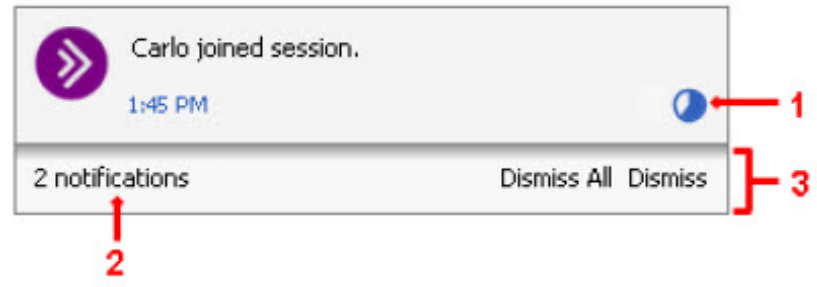 Carlo joined session.
1:45 PM
1
2 notifications
Dismiss All Dismiss
3
2